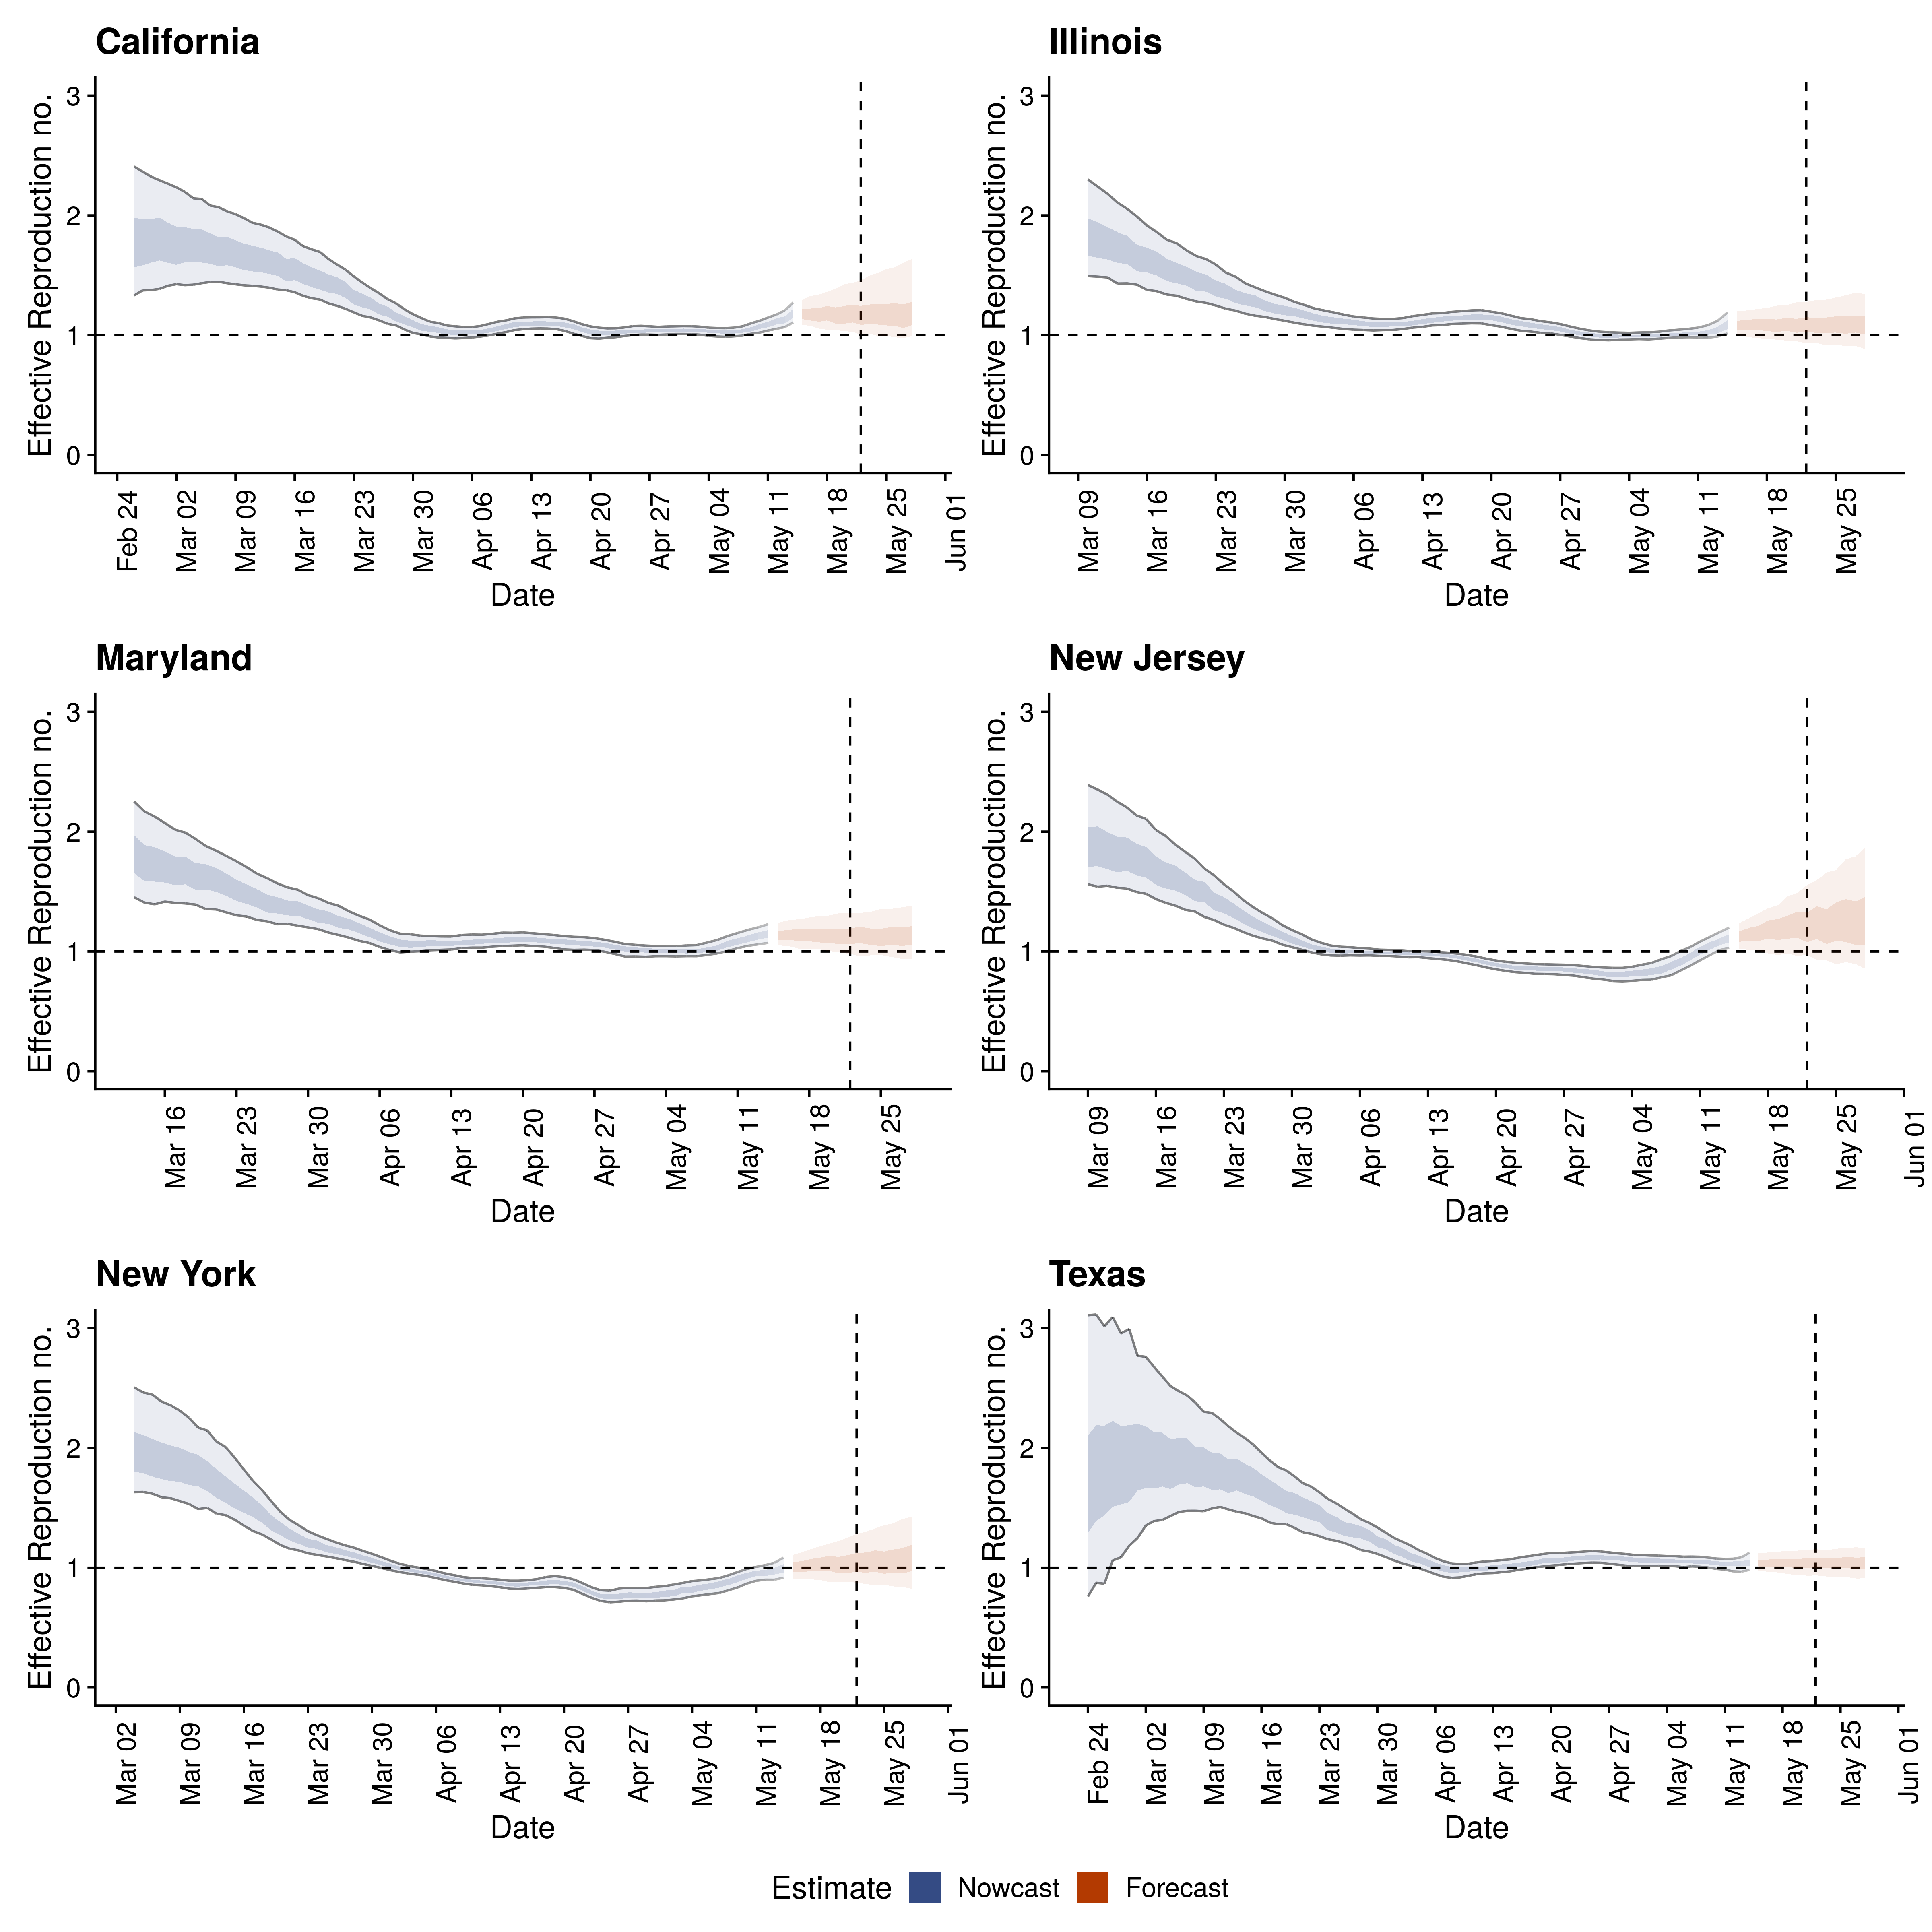 California
Effective Reproduction no.
3
2
1
0
Feb 24
Mar 02
Mar 09
Mar 16
Mar 23
Mar 30
Apr 06
Apr 13
Apr 20
Apr 27
May 04
May 11
May 18
May 25
Jun 01
Date
Illinois
Effective Reproduction no.
3
2
1
0
Mar 09
Mar 16
Mar 23
Mar 30
Apr 06
Apr 13
Apr 20
Apr 27
May 04
May 11
May 18
May 25
Date
Maryland
Effective Reproduction no.
3
2
1
0
Mar 16
Mar 23
Mar 30
Apr 06
Apr 13
Apr 20
Apr 27
May 04
May 11
May 18
May 25
Date
New Jersey
Effective Reproduction no.
3
2
1
0
Mar 09
Mar 16
Mar 23
Mar 30
Apr 06
Apr 13
Apr 20
Apr 27
May 04
May 11
May 18
May 25
Jun 01
Date
New York
Effective Reproduction no.
3
2
1
0
Mar 02
Mar 09
Mar 16
Mar 23
Mar 30
Apr 06
Apr 13
Apr 20
Apr 27
May 04
May 11
May 18
May 25
Jun 01
Date
Texas
Effective Reproduction no.
3
2
1
0
Feb 24
Mar 02
Mar 09
Mar 16
Mar 23
Mar 30
Apr 06
Apr 13
Apr 20
Apr 27
May 04
May 11
May 18
May 25
Jun 01
Date
Estimate Nowcast Forecast